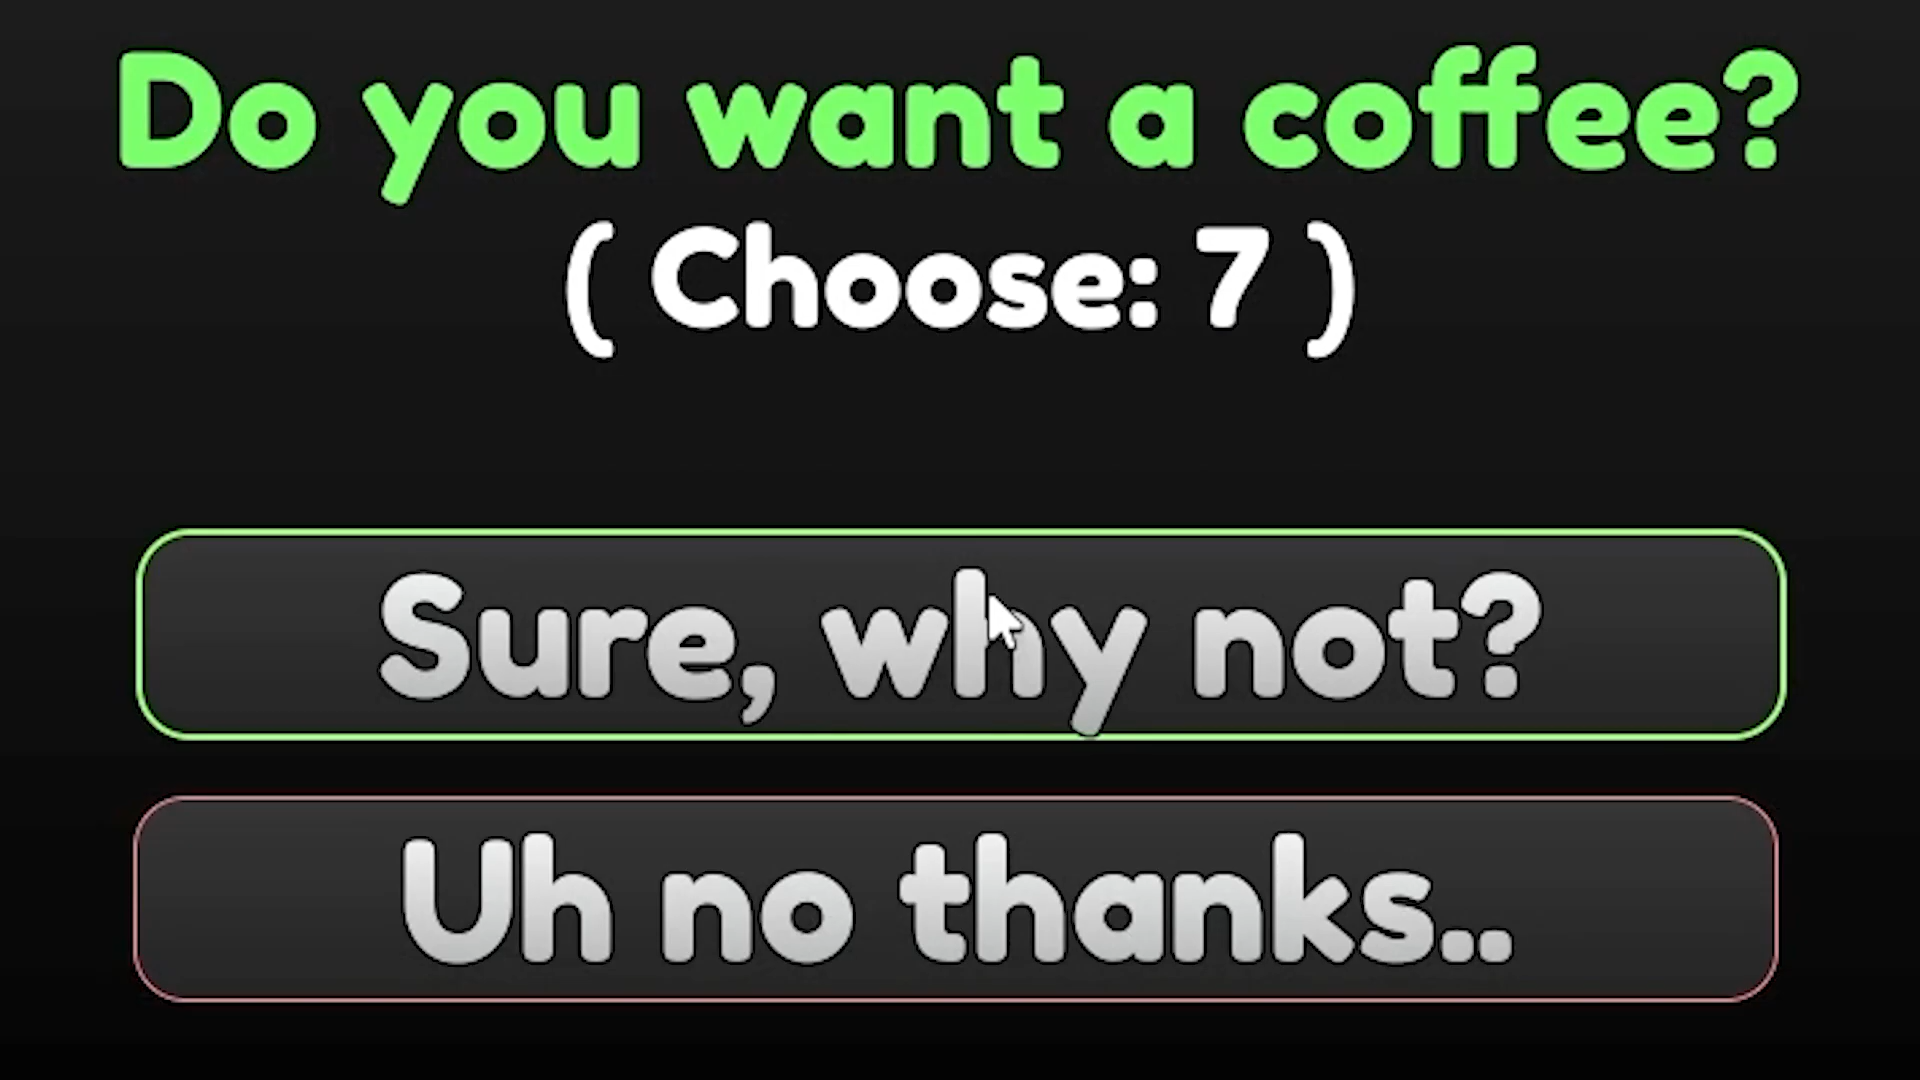 Do you want a coffee?
( Choose: 7 )
Sure, why not?
Uh no thanks..